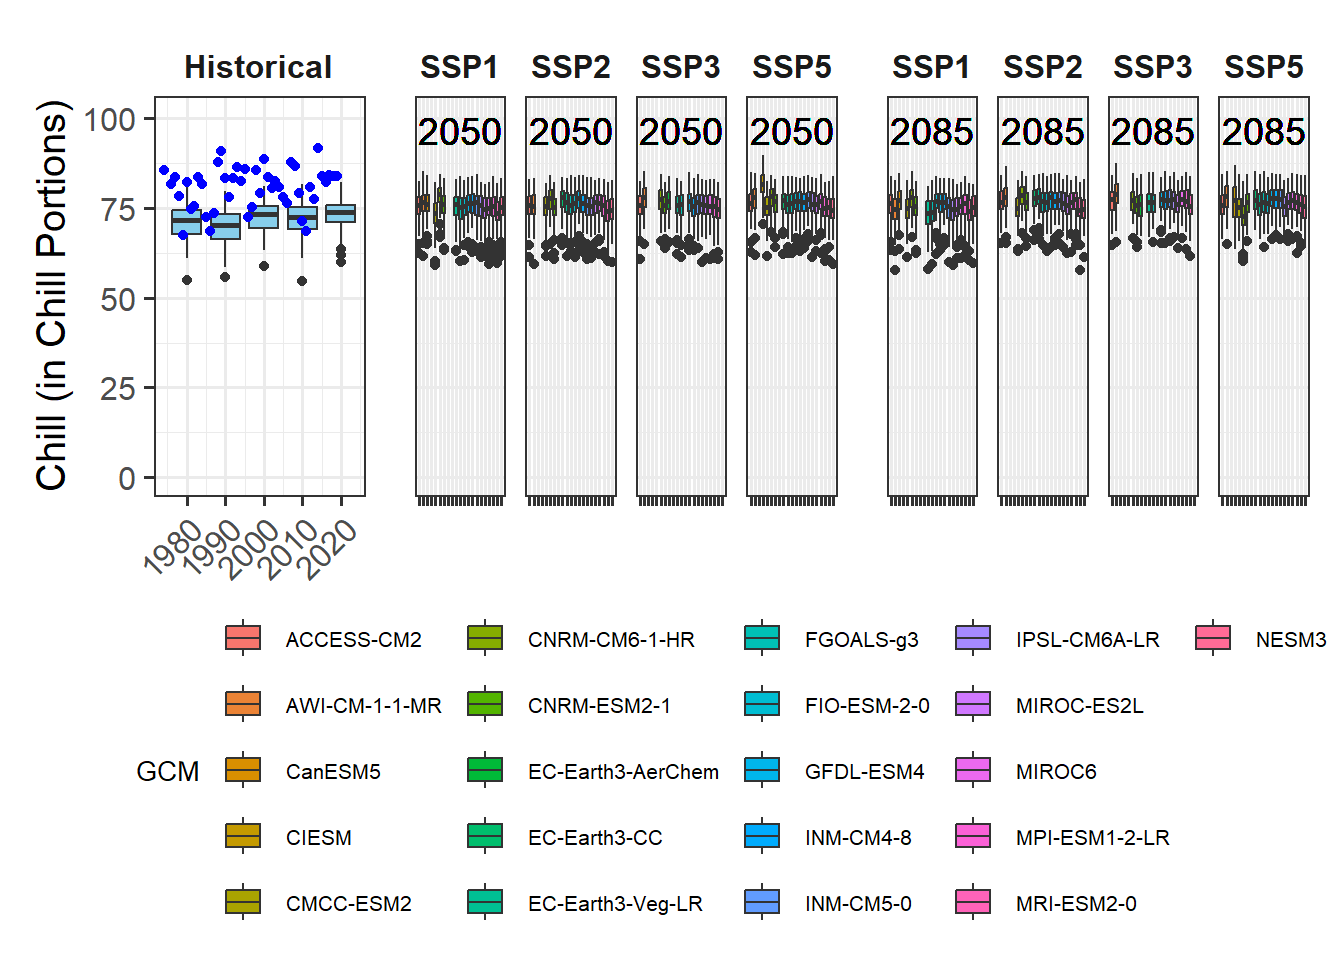 Historical SSP1 SSP2 SSP3 SSP5 SSP1 SSP2 SSP3 SSP5
2050 2050 2050 2050 2085 2085 2085 2085
Chill (in Chill Portions)
100
75
50
25
0
1980 1990 2000 2010 2020
GCM
ACCESS-CM2 CNRM-CM6-1-HR FGOALS-g3 IPSL-CM6A-LR NESM3
AWI-CM-1-1-MR CNRM-ESM2-1 FIO-ESM-2-0 MIROC-ES2L
CanESM5 EC-Earth3-AerChem GFDL-ESM4 MIROC6
CIESM EC-Earth3-CC INM-CM4-8 MPI-ESM1-2-LR
CMCC-ESM2 EC-Earth3-Veg-LR INM-CM5-0 MRI-ESM2-0